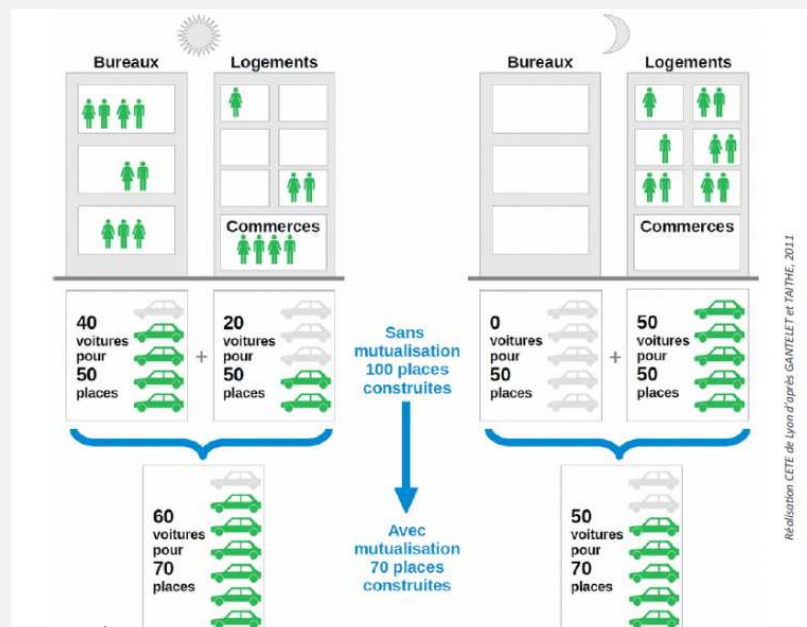 Bureaux
Logements
Commerces
40
voitures
pour
50
places
+
20
voitures
pour
50
places
Sans
mutualisation
100 places
construites
Bureaux
Logements
Commerces
0
voitures
pour
50
places
+
50
voitures
pour
50
places
60
voitures
pour
70
places
Avec
mutualisation
70 places
construites
50
voitures
pour
70
places
Réalisation CETE de Lyon d'après GANTELET et TAITHE, 2011